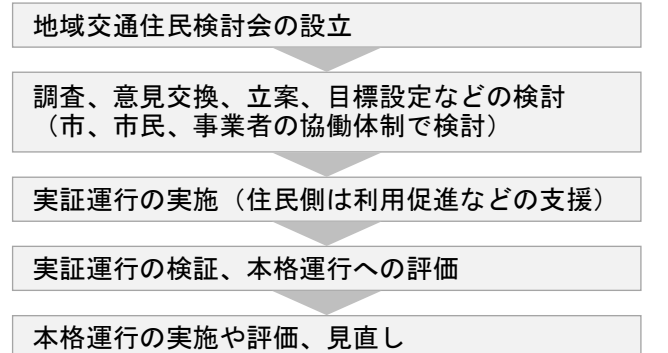 地域交通住民検討会の設立
調査、意見交換、立案、目標設定などの検討
（市、市民、事業者の協働体制で検討）
実証運行の実施（住民側は利用促進などの支援）
実証運行の検証、本格運行への評価
本格運行の実施や評価、見直し